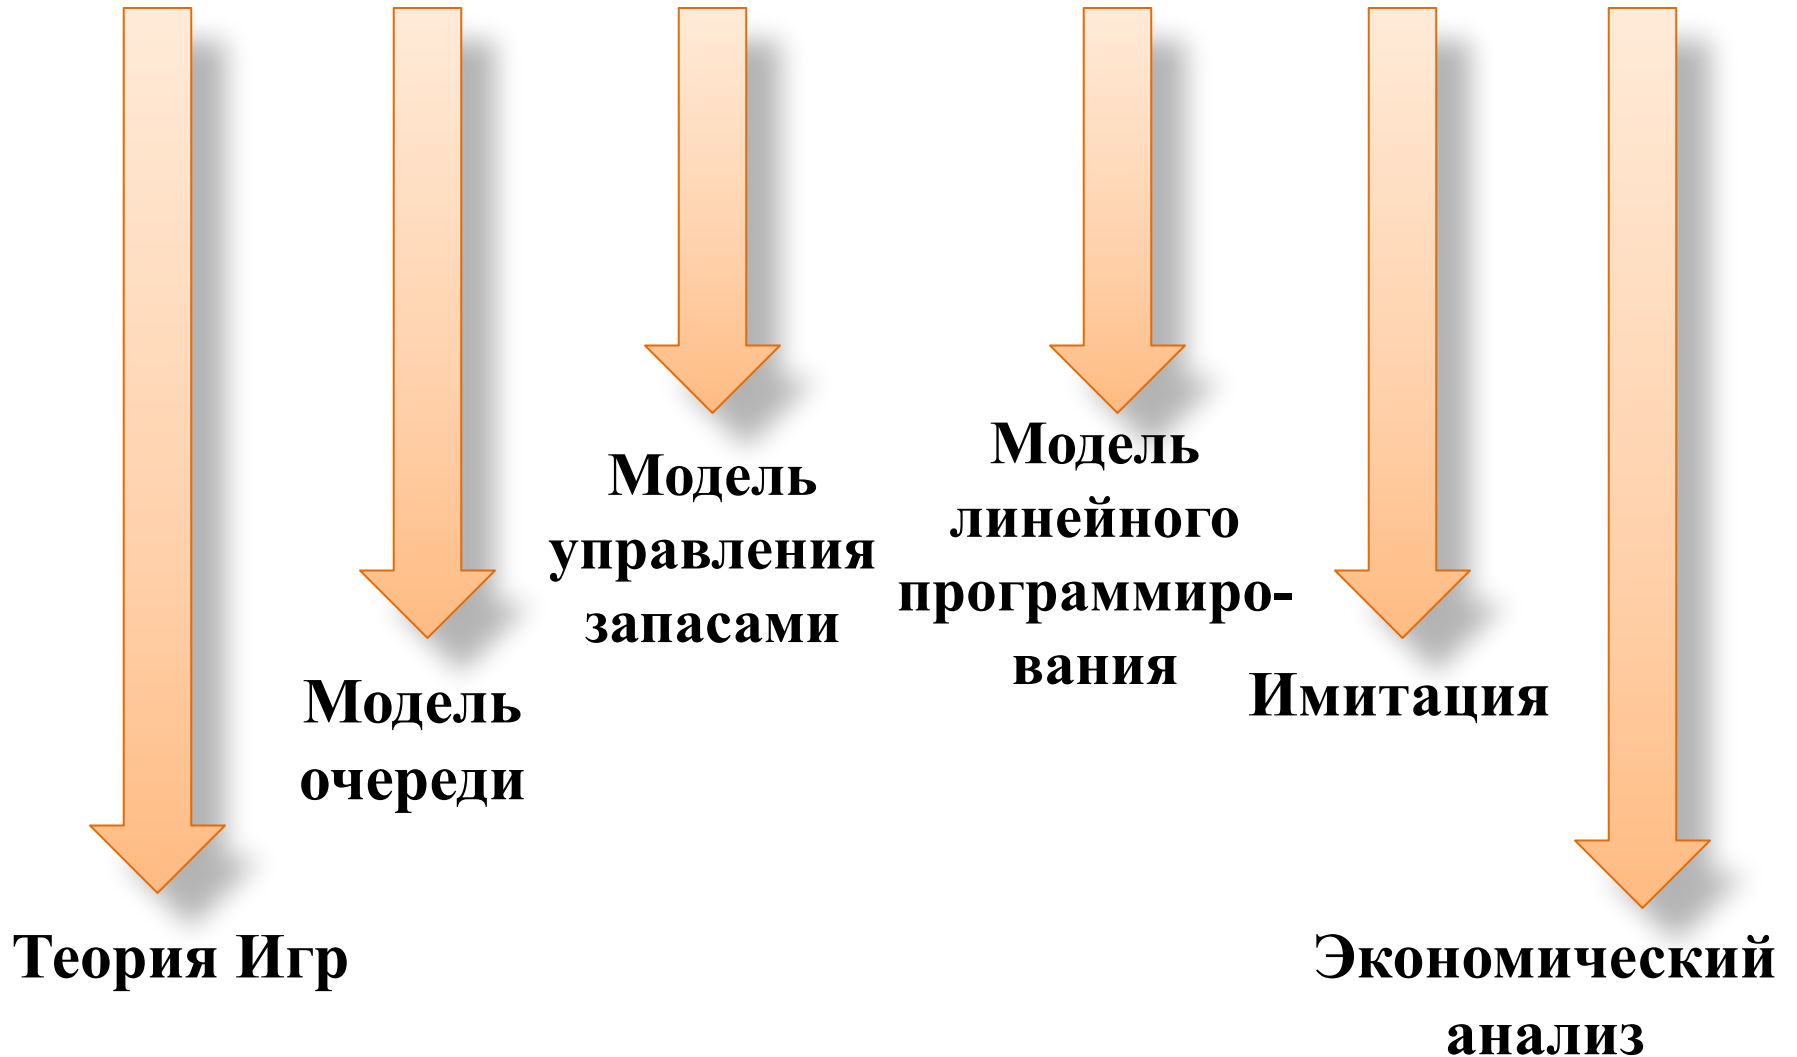 Теория Игр
Модель
очереди
Модель
управления
запасами
Модель
линейного
программиро-
вания
Имитация
Экономический
анализ